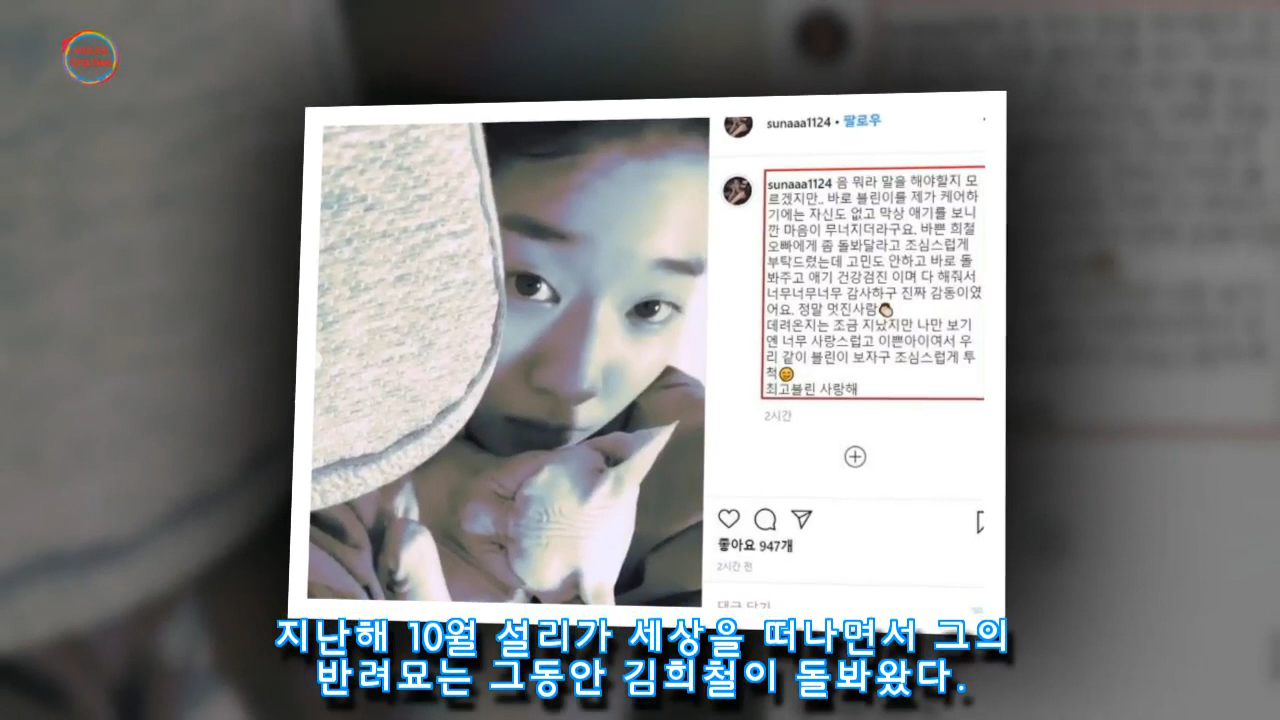 sunaaa1124 • 팔로우
sunaaa1124 음 뭐라 말을 해야할지 모
르겠지만.. 바로 블린이를 제가 케어하
기에는 자신도 없고 막상 애기를 보니
깐 마음이 무너지더라구요. 바쁜 희철
오빠에게 좀 돌봐달라고 조심스럽게
부탁드렸는데 고민도 안하고 바로 돌
봐주고 애기 건강검진 이며 다 해줘서
너무너무너무 감사하구 진짜 감동이였
어요. 정말 멋진사람
데려온지는 조금 지났지만 나만 보기
엔 너무 사랑스럽고 이쁜아이여서 우
리 같이 블린이 보자구 조심스럽게 투
척
최고블린 사랑해
2시간
좋아요 947개
2시간 전
댓글 달기
지난해 10월 설리가 세상을 떠나면서 그의
반려묘는 그동안 김희철이 돌봐왔다.